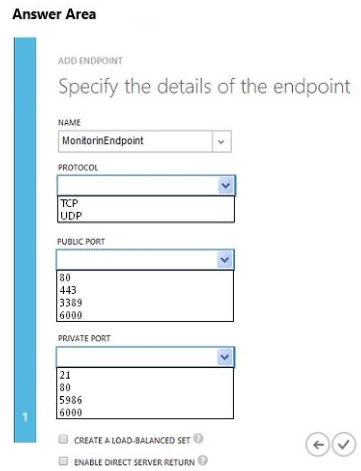 Answer Area
ADD ENDPOINT
Specify the details of the endpoint
NAME
MonitorinEndpoint
PROTOCOL
TCP
UDP
PUBLIC PORT
80
443
3389
6000
PRIVATE PORT
21
80
5986
6000
1
CREATE A LOAD-BALANCED SET ?
ENABLE DIRECT SERVER RETURN ?